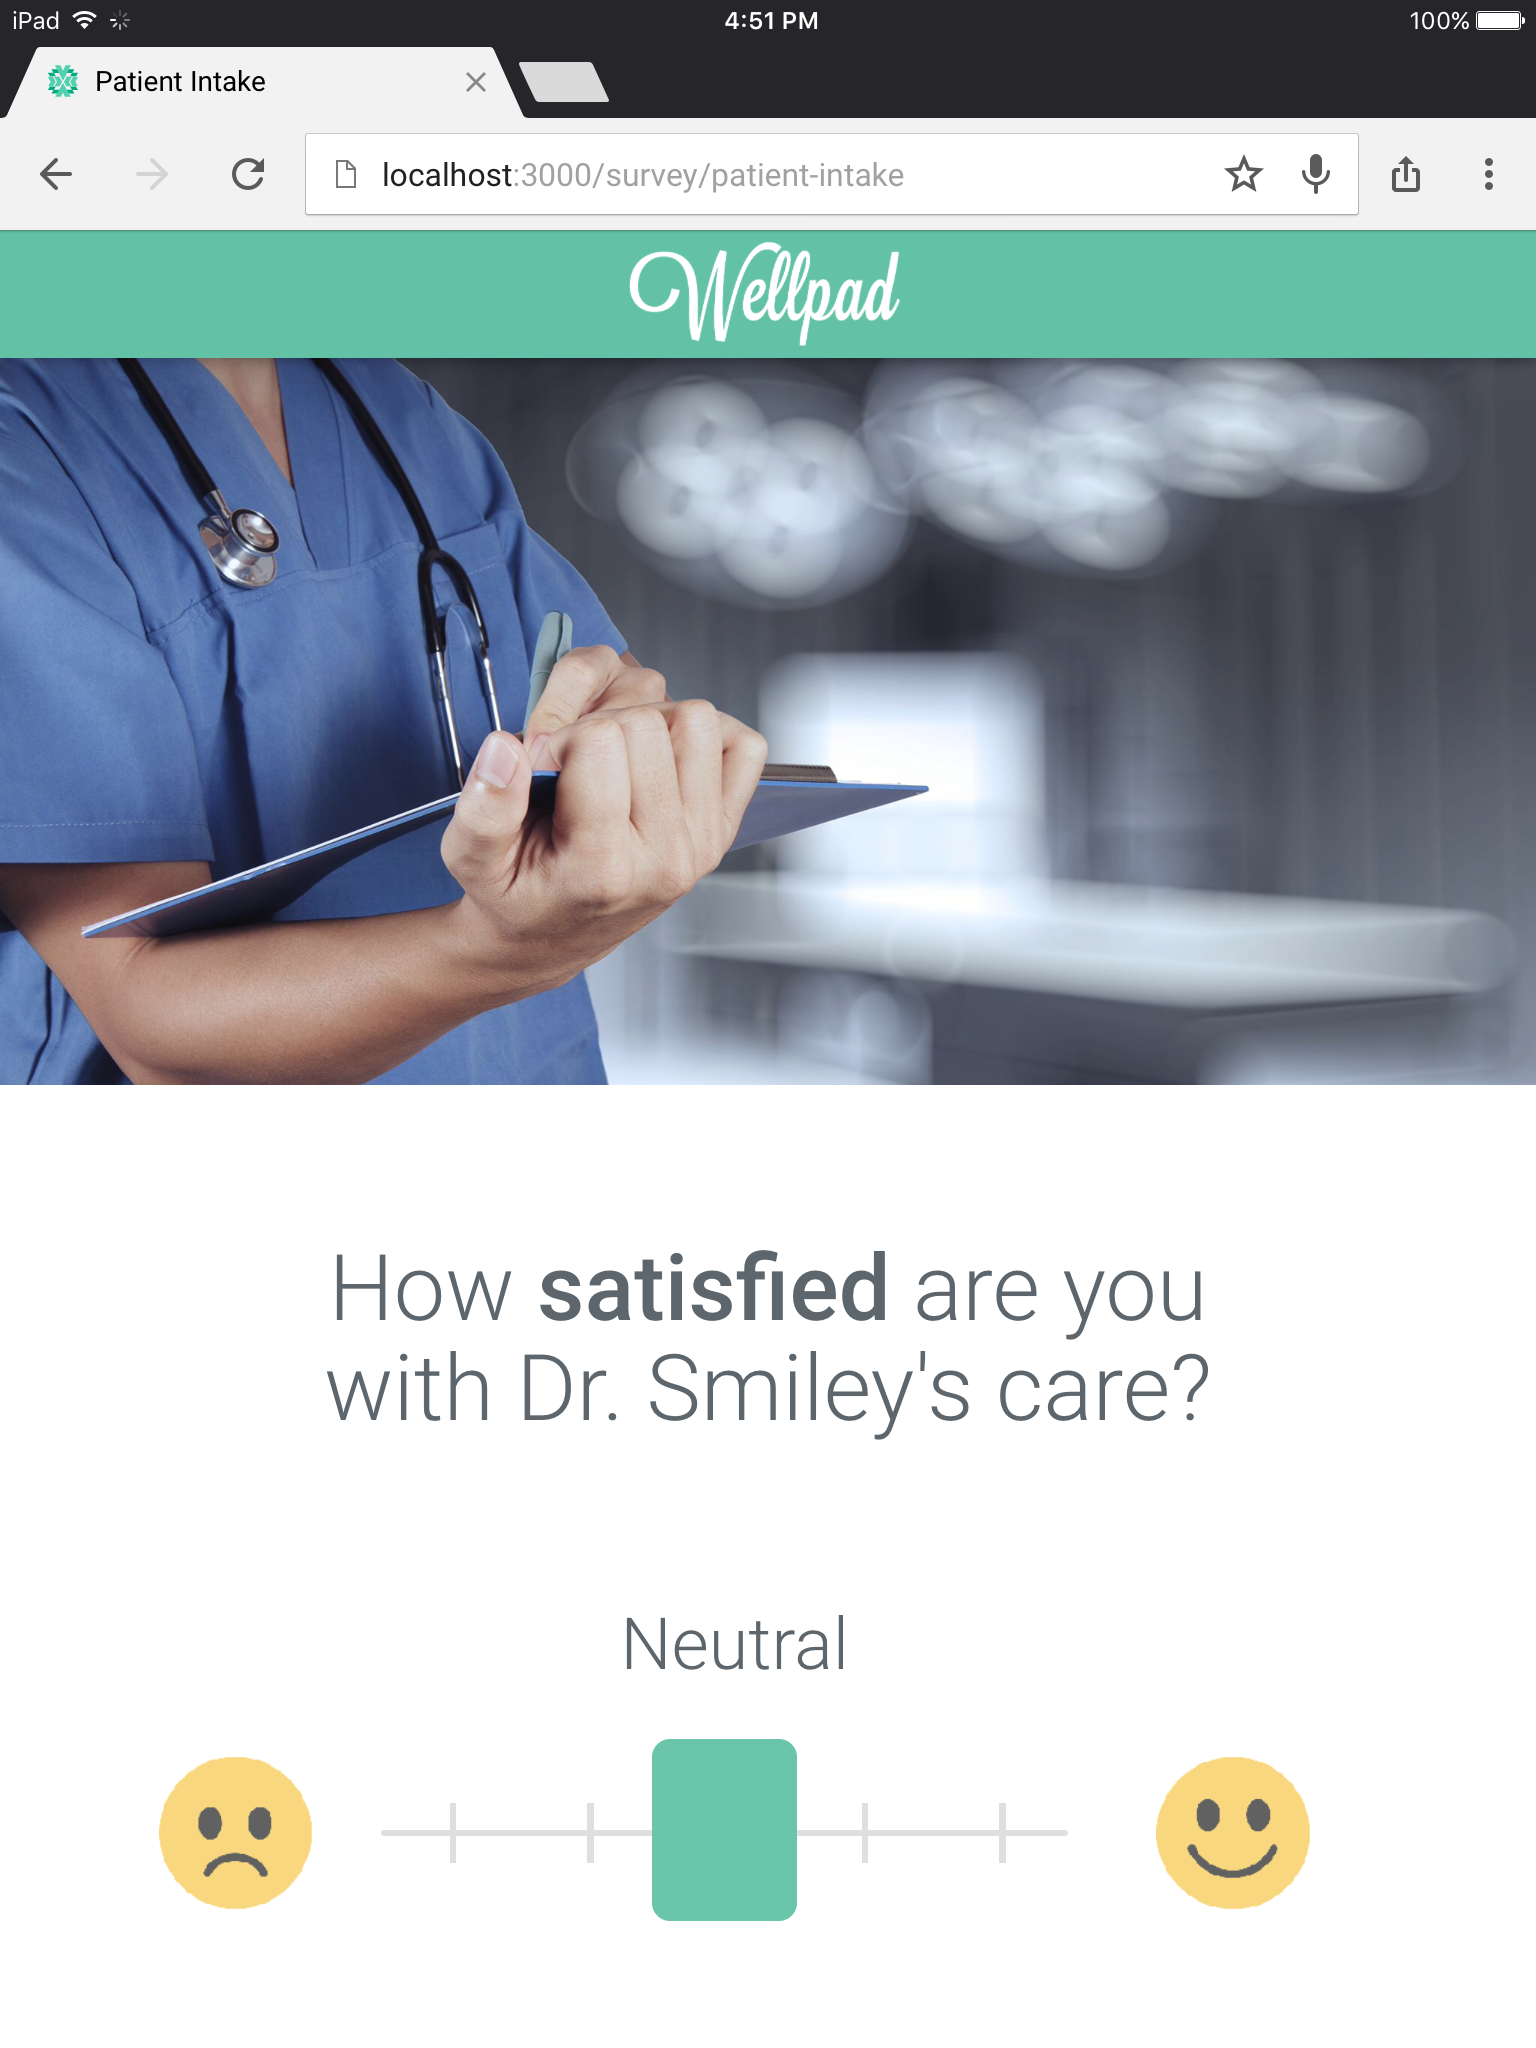 iPad 4:51 PM 100%
Patient Intake
localhost:3000/survey/patient-intake
Wellpad
How satisfied are you
with Dr. Smiley's care?
Neutral